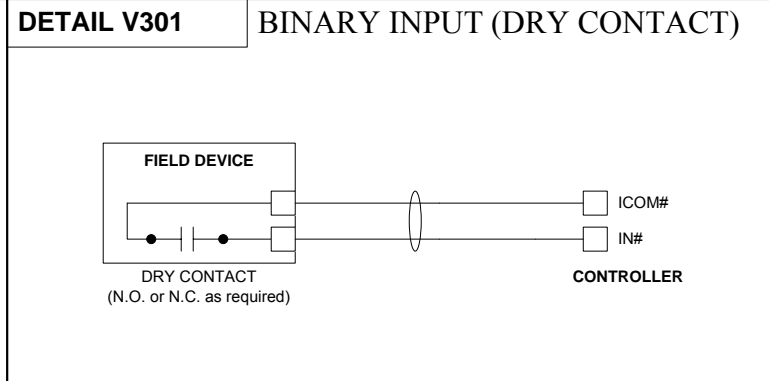 DETAIL V301
BINARY INPUT (DRY CONTACT)
FIELD DEVICE
ICOM#
IN#
DRY CONTACT
(N.O. or N.C. as required)
CONTROLLER